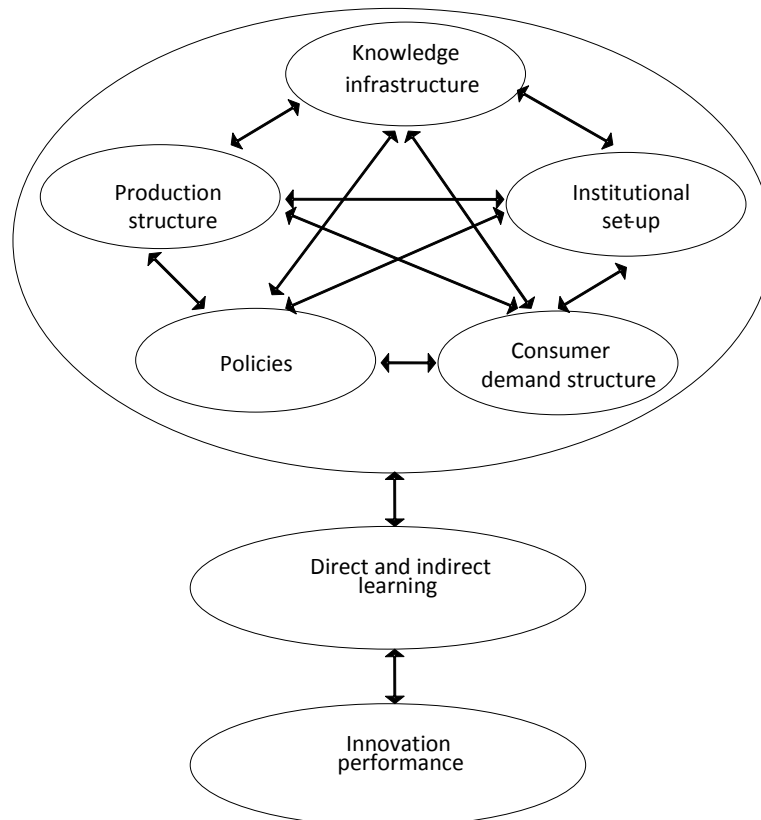 Knowledge
infrastructure
Production
structure
Institutional
set-up
Policies
Consumer
demand structure
Direct and indirect
learning
Innovation
performance